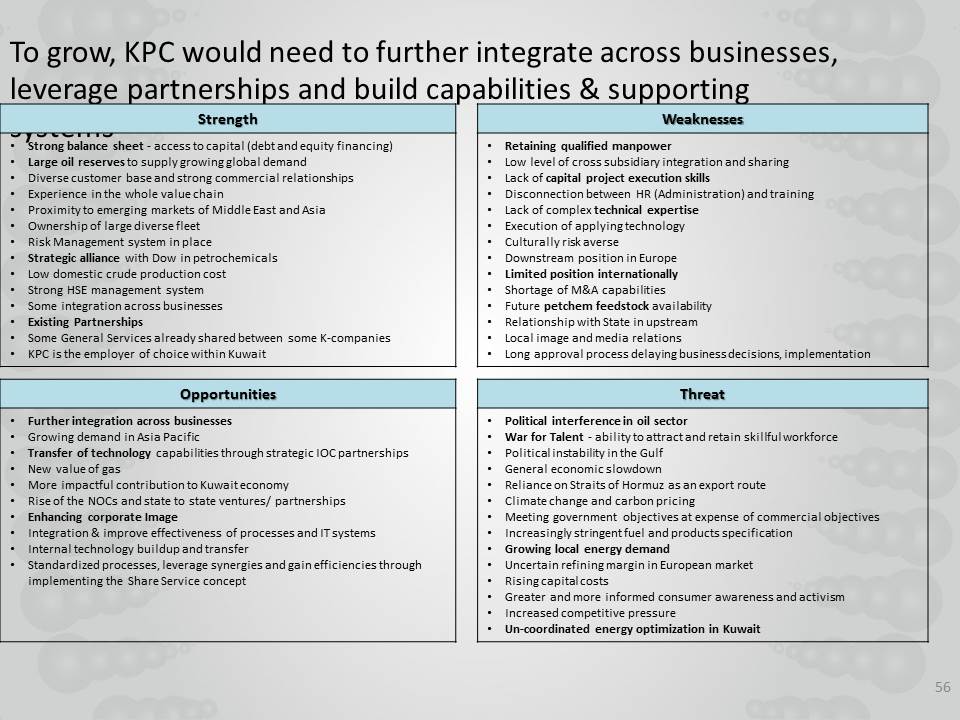 To grow, KPC would need to further integrate across businesses,
leverage partnerships and build capabilities & supporting
systems
Strength
• Strong balance sheet - access to capital (debt and equity financing)
• Large oil reserves to supply growing global demand
• Diverse customer base and strong commercial relationships
• Experience in the whole value chain
• Proximity to emerging markets of Middle East and Asia
• Ownership of large diverse fleet
• Risk Management system in place
• Strategic alliance with Dow in petrochemicals
• Low domestic crude production cost
• Strong HSE management system
• Some integration across businesses
• Existing Partnerships
• Some General Services already shared between some K-companies
• KPC is the employer of choice within Kuwait
Weaknesses
• Retaining qualified manpower
• Low level of cross subsidiary integration and sharing
• Lack of capital project execution skills
• Disconnection between HR (Administration) and training
• Lack of complex technical expertise
• Execution of applying technology
• Culturally risk averse
• Downstream position in Europe
• Limited position internationally
• Shortage of M&A capabilities
• Future petchem feedstock availability
• Relationship with State in upstream
• Local image and media relations
• Long approval process delaying business decisions, implementation
Opportunities
• Further integration across businesses
• Growing demand in Asia Pacific
• Transfer of technology capabilities through strategic IOC partnerships
• New value of gas
• More impactful contribution to Kuwait economy
• Rise of the NOCs and state to state ventures/ partnerships
• Enhancing corporate Image
• Integration & improve effectiveness of processes and IT systems
• Internal technology buildup and transfer
• Standardized processes, leverage synergies and gain efficiencies through
implementing the Share Service concept
Threat
• Political interference in oil sector
• War for Talent - ability to attract and retain skillful workforce
• Political instability in the Gulf
• General economic slowdown
• Reliance on Straits of Hormuz as an export route
• Climate change and carbon pricing
• Meeting government objectives at expense of commercial objectives
• Increasingly stringent fuel and products specification
• Growing local energy demand
• Uncertain refining margin in European market
• Rising capital costs
• Greater and more informed consumer awareness and activism
• Increased competitive pressure
• Un-coordinated energy optimization in Kuwait
56